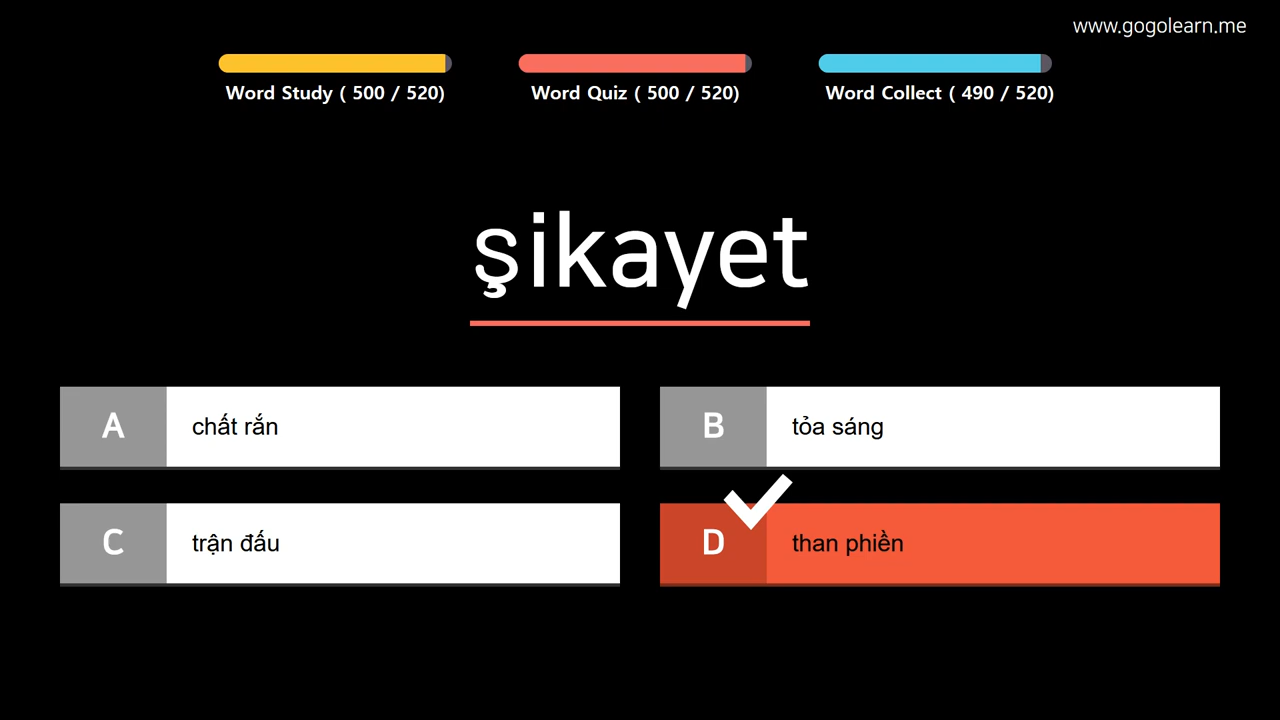 www.gogolearn.me
Word Study ( 500 / 520)
Word Quiz ( 500 / 520)
Word Collect ( 490 / 520)
şikayet
A chất rắn
B tỏa sáng
C trận đấu
D than phiền